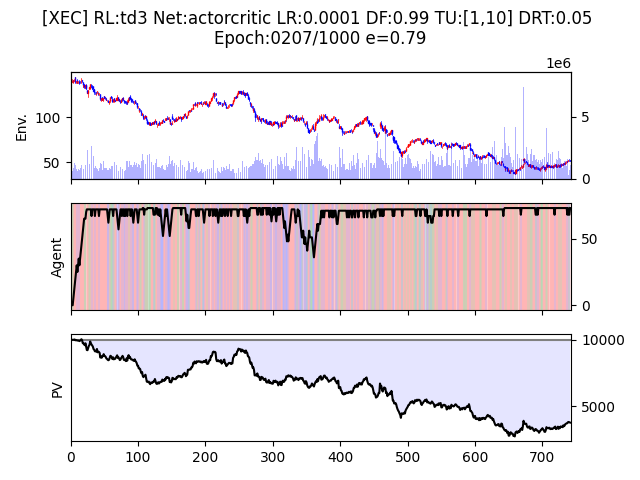 [XEC] RL:td3 Net:actorcritic LR:0.0001 DF:0.99 TU:[1,10] DRT:0.05
Epoch:0207/1000 e=0.79
1e6
Env.
100
50
5
0
Agent
50
0
PV
10000
5000
0 100 200 300 400 500 600 700